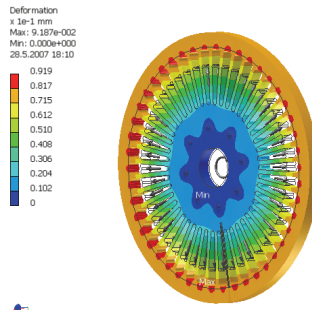 Deformation
x 1e-1 mm
Max: 9.187e-002
Min: 0.000e+000
28.5.2007 18:10
0.919
0.817
0.715
0.612
0.510
0.408
0.306
0.204
0.102
0
Min
Max